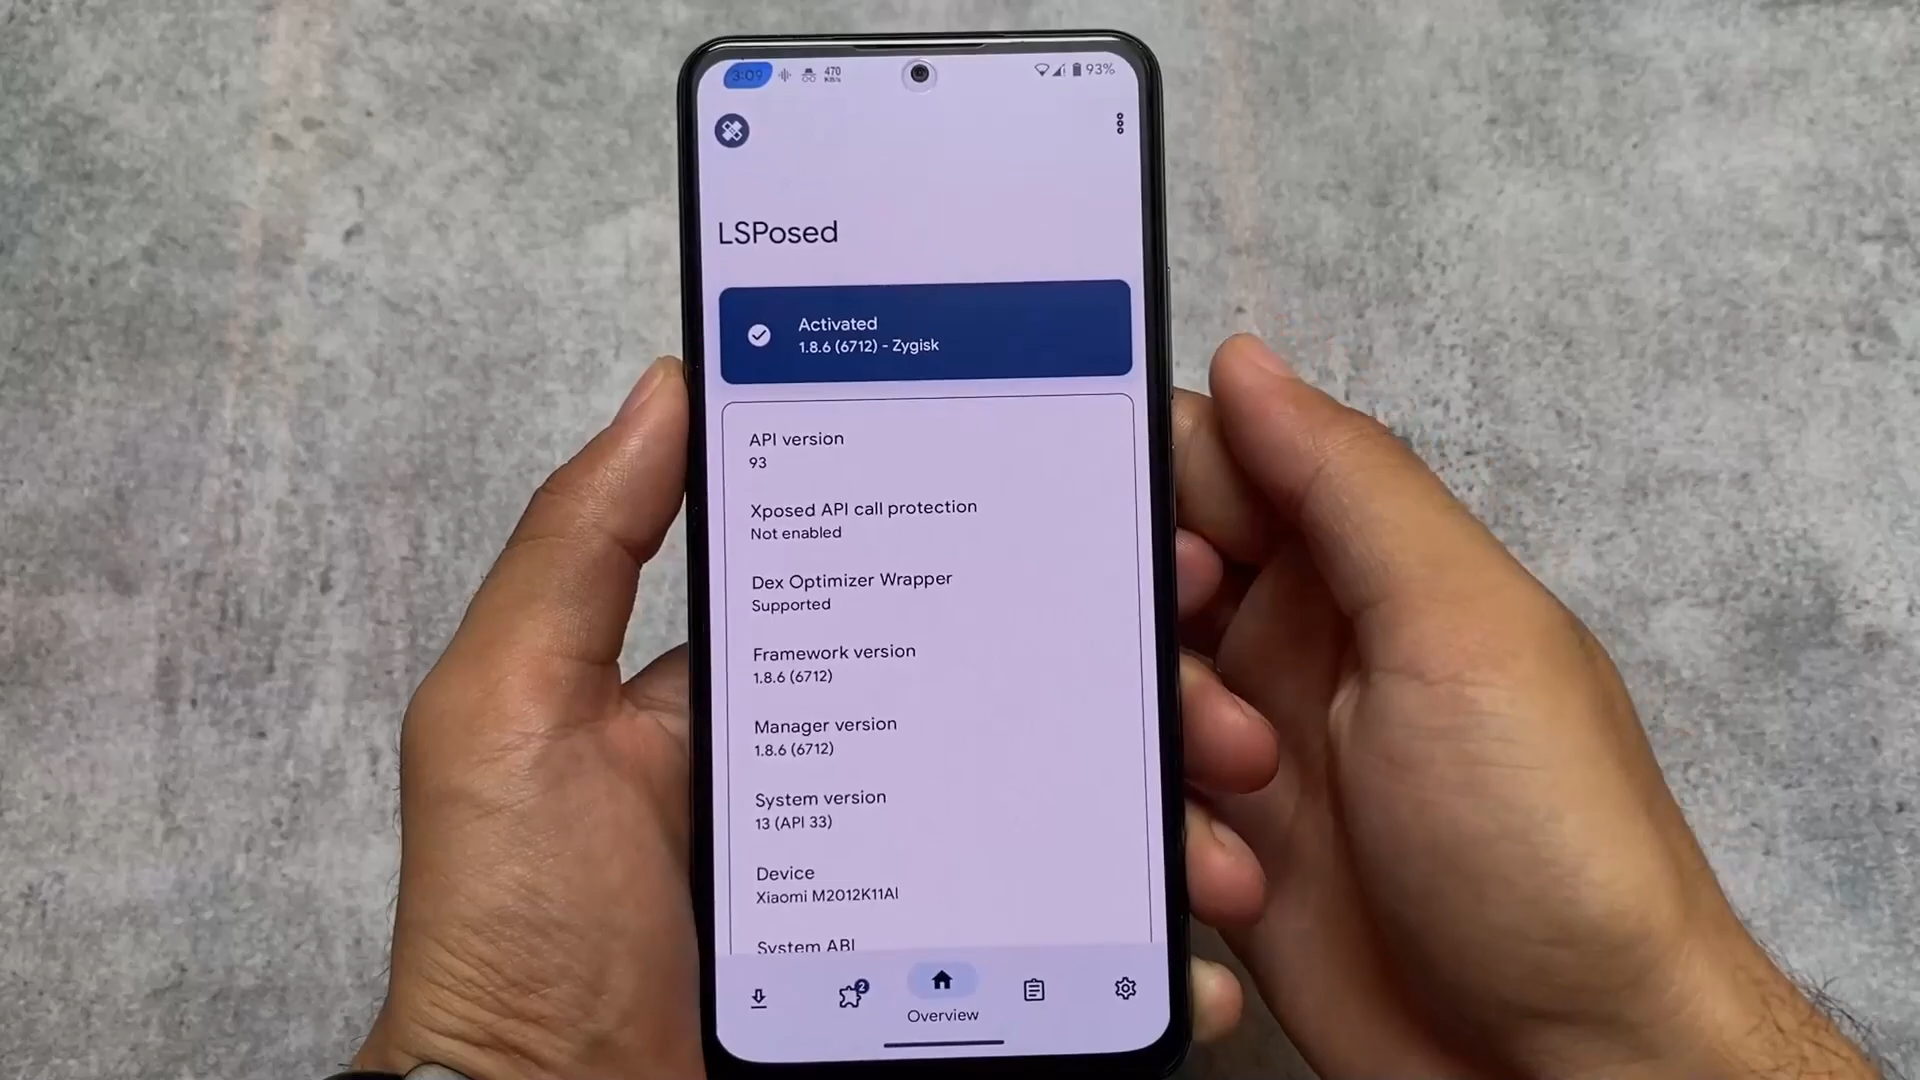 3:09 470 93%
LSPosed
Activated
1.8.6 (6712) - Zygisk
API version
93
Xposed API call protection
Not enabled
Dex Optimizer Wrapper
Supported
Framework version
1.8.6 (6712)
Manager version
1.8.6 (6712)
System version
13 (API 33)
Device
Xiaomi M2012K11AI
System ABI
2
Overview